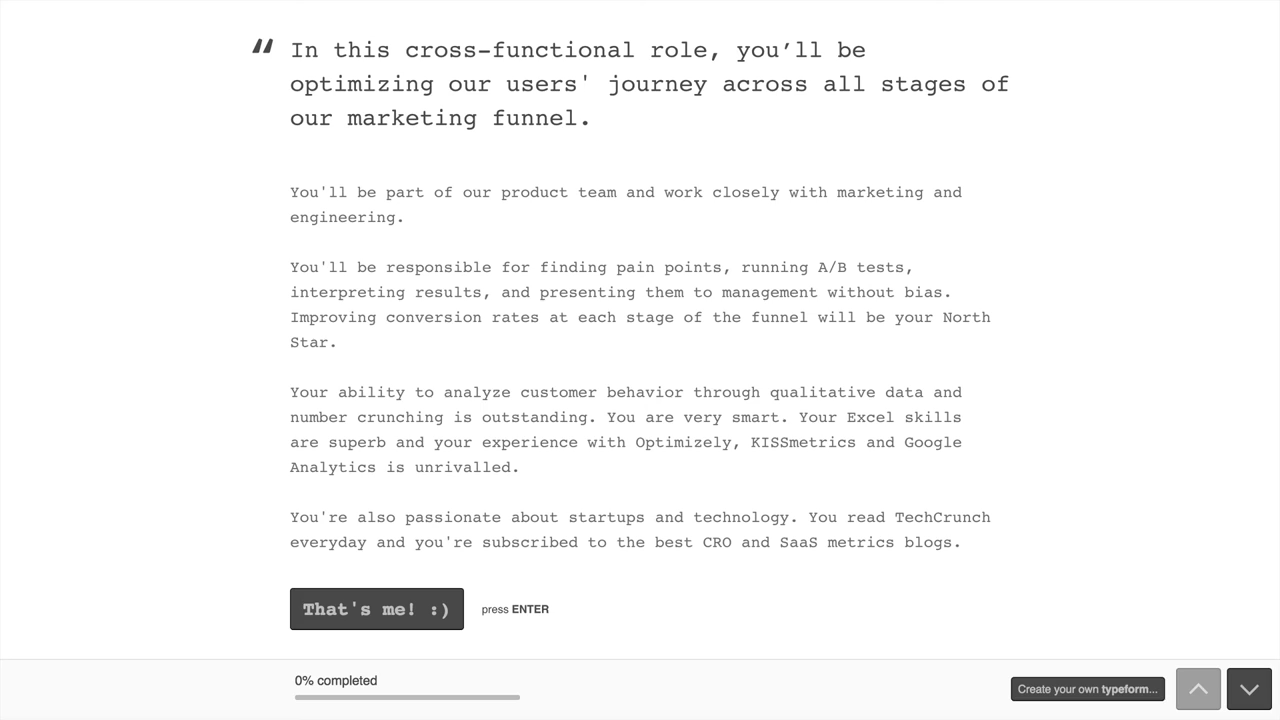 “ In this cross-functional role, you’ll be
optimizing our users' journey across all stages of
our marketing funnel.
You'll be part of our product team and work closely with marketing and
engineering.
You'll be responsible for finding pain points, running A/B tests,
interpreting results, and presenting them to management without bias.
Improving conversion rates at each stage of the funnel will be your North
Star.
Your ability to analyze customer behavior through qualitative data and
number crunching is outstanding. You are very smart. Your Excel skills
are superb and your experience with Optimizely, KISSmetrics and Google
Analytics is unrivalled.
You're also passionate about startups and technology. You read TechCrunch
everyday and you're subscribed to the best CRO and SaaS metrics blogs.
That's me! :) press ENTER
0% completed
Create your own typeform...